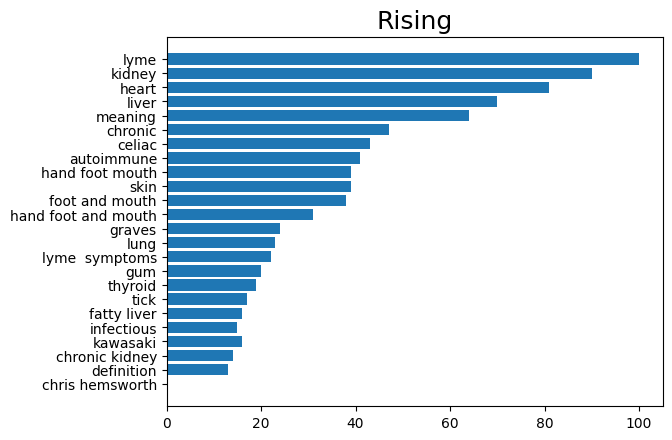 Rising
lyme
kidney
heart
liver
meaning
chronic
celiac
autoimmune
hand foot mouth
skin
foot and mouth
hand foot and mouth
graves
lung
lyme  symptoms
gum
thyroid
tick
fatty liver
infectious
kawasaki
chronic kidney
definition
chris hemsworth
0 20 40 60 80 100